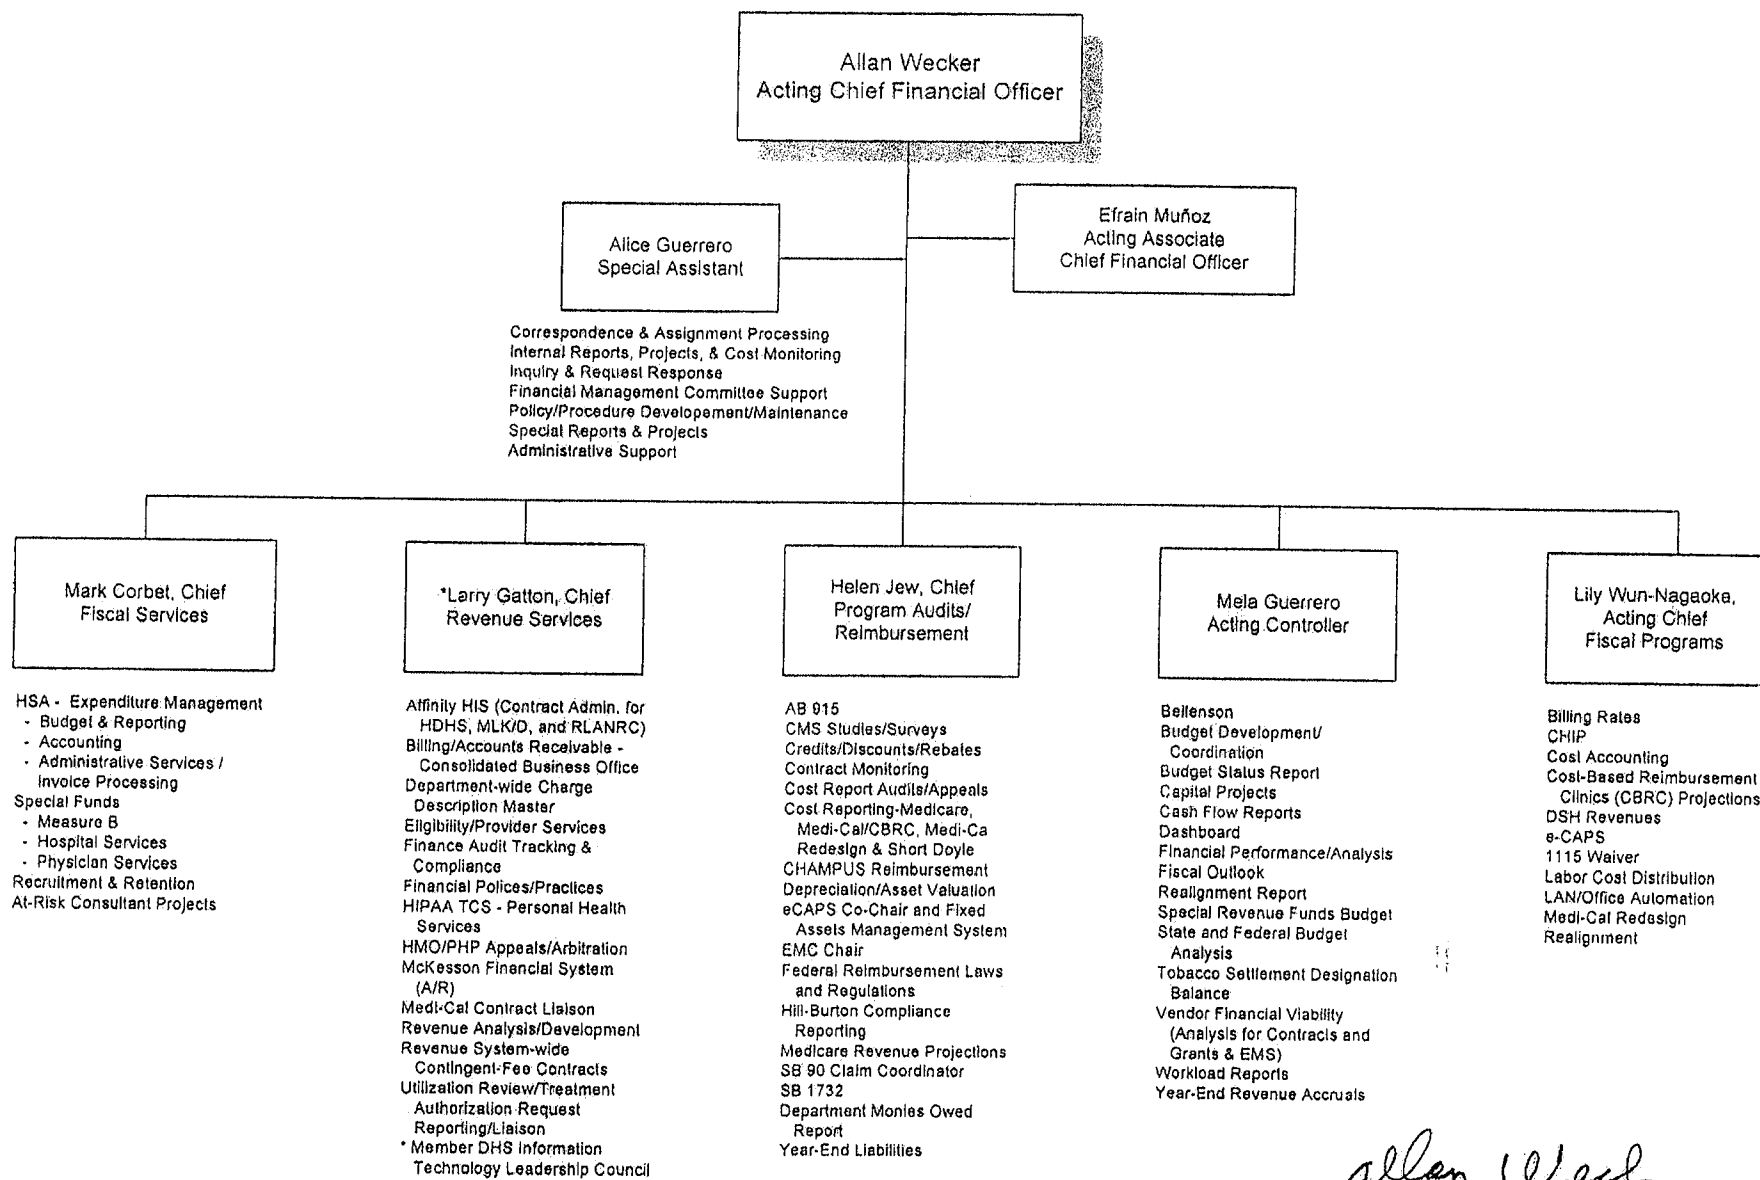 Allan Wecker
Acting Chief Financial Officer
Efrain Muñoz
Acting Associate
Chief Financial Officer
Alice Guerrero
Special Assistant
Correspondence & Assignment Processing
Internal Reports, Projects, & Cost Monitoring
Inquiry & Request Response
Financial Management Committee Support
Policy/Procedure Developement/Maintenance
Special Reports & Projects
Administrative Support
Mark Corbet, Chief
Fiscal Services
HSA - Expenditure Management
- Budget & Reporting
- Accounting
- Administrative Services /
Invoice Processing
Special Funds
- Measure B
- Hospital Services
- Physician Services
Recruitment & Retention
At-Risk Consultant Projects
*Larry Gatton, Chief
Revenue Services
Affinity HIS (Contract Admin. for
HDHS, MLK/D, and RLANRC)
Billing/Accounts Receivable -
Consolidated Business Office
Department-wide Charge
Description Master
Eligibility/Provider Services
Finance Audit Tracking &
Compliance
Financial Polices/Practices
HIPAA TCS - Personal Health
Services
HMO/PHP Appeals/Arbitration
McKesson Financial System
(A/R)
Medi-Cal Contract Liaison
Revenue Analysis/Development
Revenue System-wide
Contingent-Fee Contracts
Utilization Review/Treatment
Authorization Request
Reporting/Liaison
* Member DHS Information
Technology Leadership Council
Helen Jew, Chief
Program Audits/
Reimbursement
AB 915
CMS Studies/Surveys
Credits/Discounts/Rebates
Contract Monitoring
Cost Report Audits/Appeals
Cost Reporting-Medicare,
Medi-Cal/CBRC, Medi-Ca
Redesign & Short Doyle
CHAMPUS Reimbursement
Depreciation/Asset Valuation
eCAPS Co-Chair and Fixed
Assets Management System
EMC Chair
Federal Reimbursement Laws
and Regulations
Hill-Burton Compliance
Reporting
Medicare Revenue Projections
SB 90 Claim Coordinator
SB 1732
Department Monies Owed
Report
Year-End Liabilities
Mela Guerrero
Acting Controller
Beilenson
Budget Development/
Coordination
Budget Status Report
Capital Projects
Cash Flow Reports
Dashboard
Financial Performance/Analysis
Fiscal Outlook
Realignment Report
Special Revenue Funds Budget
State and Federal Budget
Analysis
Tobacco Settlement Designation
Balance
Vendor Financial Viability
(Analysis for Contracts and
Grants & EMS)
Workload Reports
Year-End Revenue Accruals
Lily Wun-Nagaoka,
Acting Chief
Fiscal Programs
Billing Rates
CHIP
Cost Accounting
Cost-Based Reimbursement
Clinics (CBRC) Projections
DSH Revenues
e-CAPS
1115 Waiver
Labor Cost Distribution
LAN/Office Automation
Medi-Cal Redesign
Realignment
allan